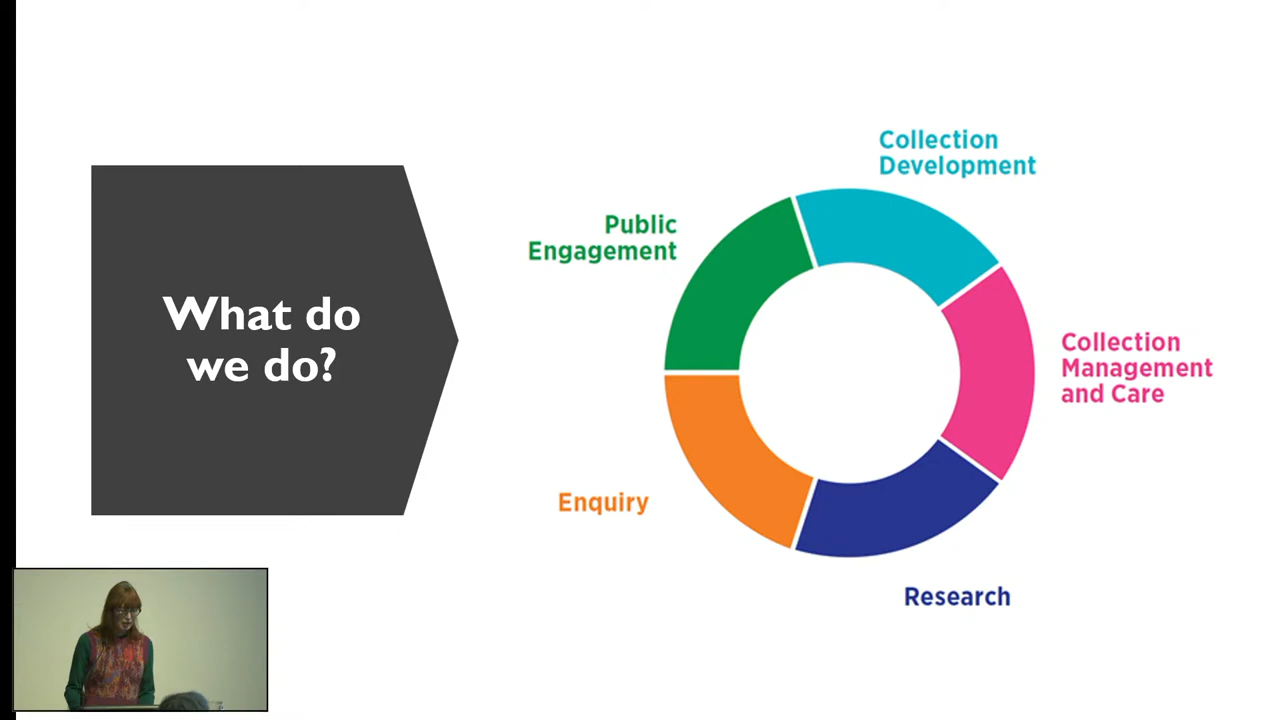 What do
we do?
Collection
Development
Public
Engagement
Collection
Management
and Care
Enquiry
Research